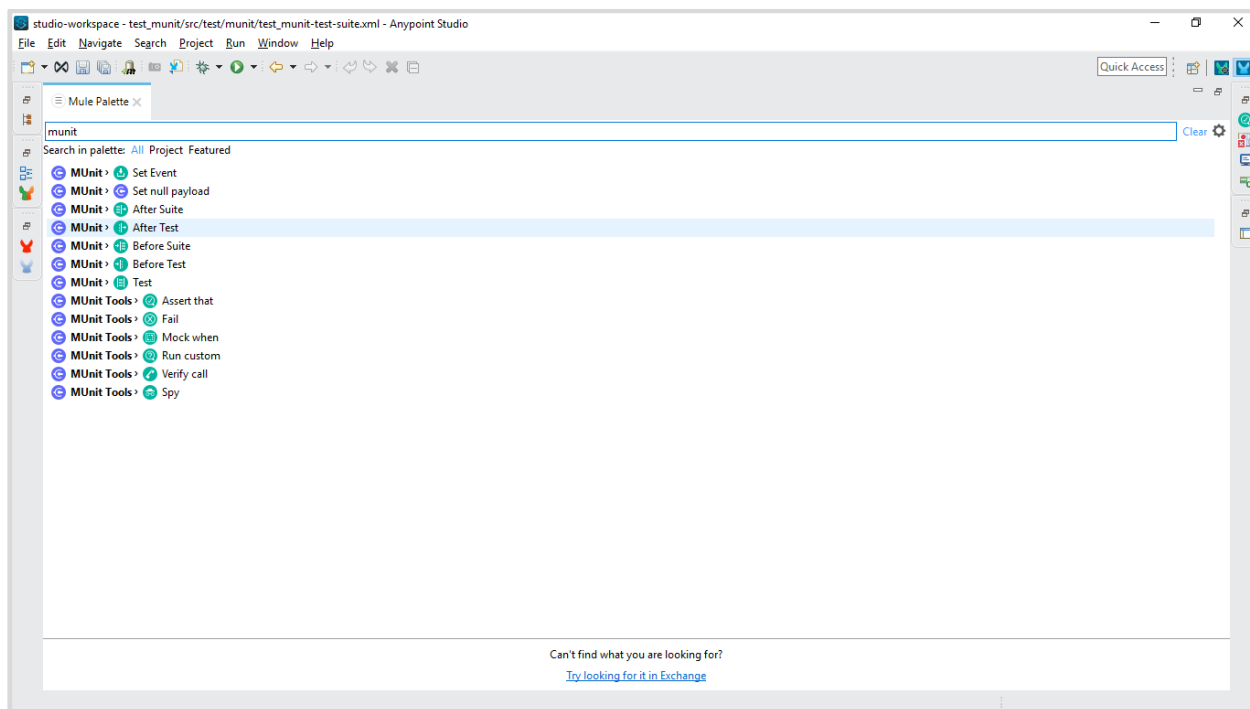 studio-workspace - test_munit/src/test/munit/test_munit-test-suite.xml - Anypoint Studio
File Edit Navigate Search Project Run Window Help
Quick Access
Mule Palette
munit
Clear
Search in palette: All Project Featured
MUnit › Set Event
MUnit › Set null payload
MUnit › After Suite
MUnit › After Test
MUnit › Before Suite
MUnit › Before Test
MUnit › Test
MUnit Tools › Assert that
MUnit Tools › Fail
MUnit Tools › Mock when
MUnit Tools › Run custom
MUnit Tools › Verify call
MUnit Tools › Spy
Can't find what you are looking for?
Try looking for it in Exchange